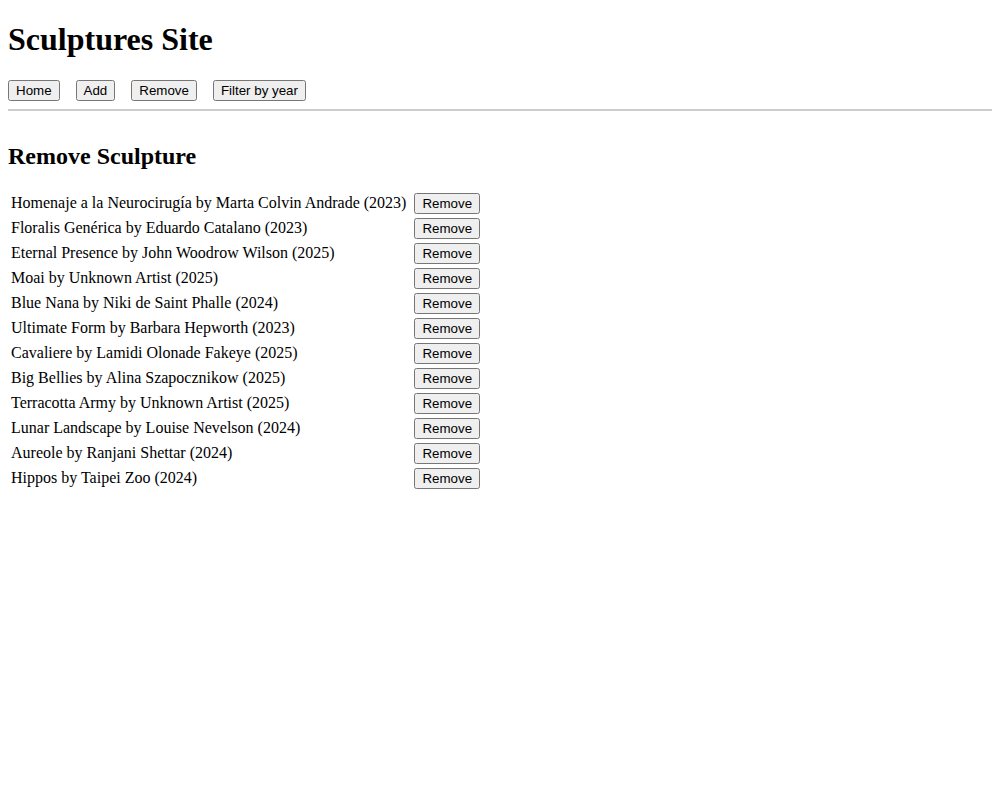 Sculptures Site
Home Add Remove Filter by year
Remove Sculpture
Homenaje a la Neurocirugía by Marta Colvin Andrade (2023) Remove
Floralis Genérica by Eduardo Catalano (2023) Remove
Eternal Presence by John Woodrow Wilson (2025) Remove
Moai by Unknown Artist (2025) Remove
Blue Nana by Niki de Saint Phalle (2024) Remove
Ultimate Form by Barbara Hepworth (2023) Remove
Cavaliere by Lamidi Olonade Fakeye (2025) Remove
Big Bellies by Alina Szapocznikow (2025) Remove
Terracotta Army by Unknown Artist (2025) Remove
Lunar Landscape by Louise Nevelson (2024) Remove
Aureole by Ranjani Shettar (2024) Remove
Hippos by Taipei Zoo (2024) Remove